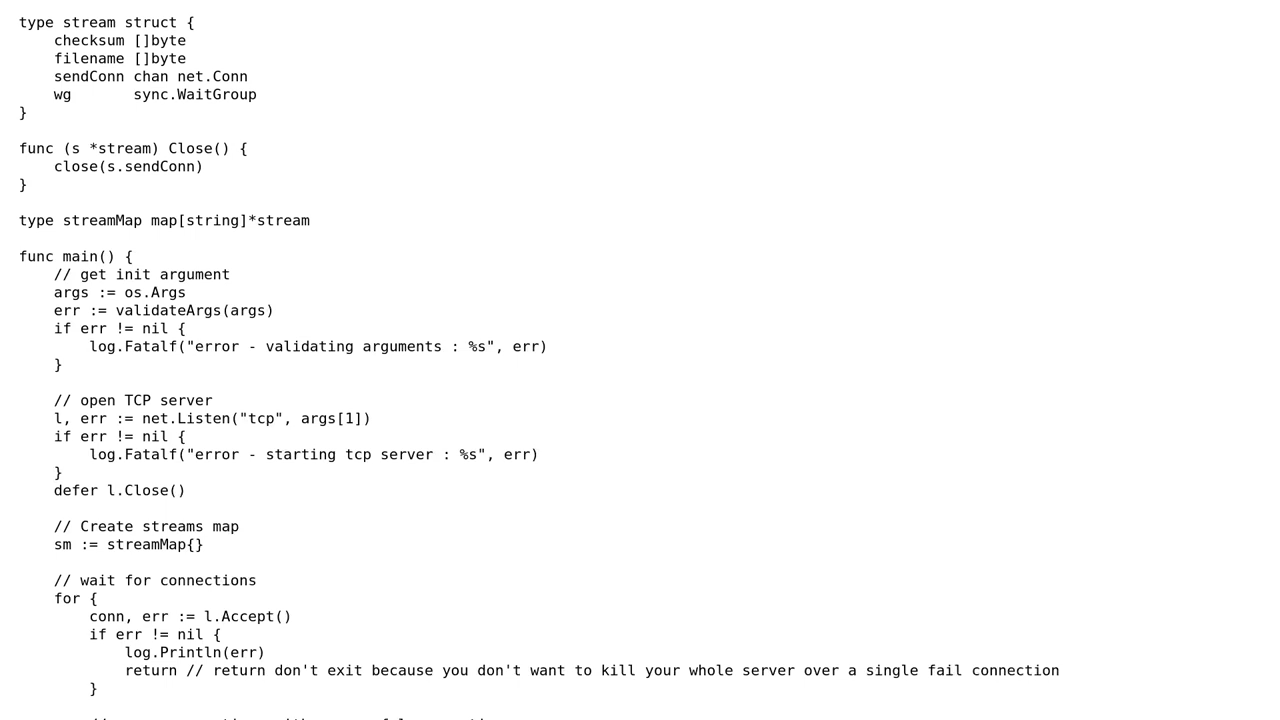 type stream struct {
    checksum []byte
    filename []byte
    sendConn chan net.Conn
    wg       sync.WaitGroup
}

func (s *stream) Close() {
    close(s.sendConn)
}

type streamMap map[string]*stream

func main() {
    // get init argument
    args := os.Args
    err := validateArgs(args)
    if err != nil {
        log.Fatalf("error - validating arguments : %s", err)
    }

    // open TCP server
    l, err := net.Listen("tcp", args[1])
    if err != nil {
        log.Fatalf("error - starting tcp server : %s", err)
    }
    defer l.Close()

    // Create streams map
    sm := streamMap{}

    // wait for connections
    for {
        conn, err := l.Accept()
        if err != nil {
            log.Println(err)
            return // return don't exit because you don't want to kill your whole server over a single fail connection
        }